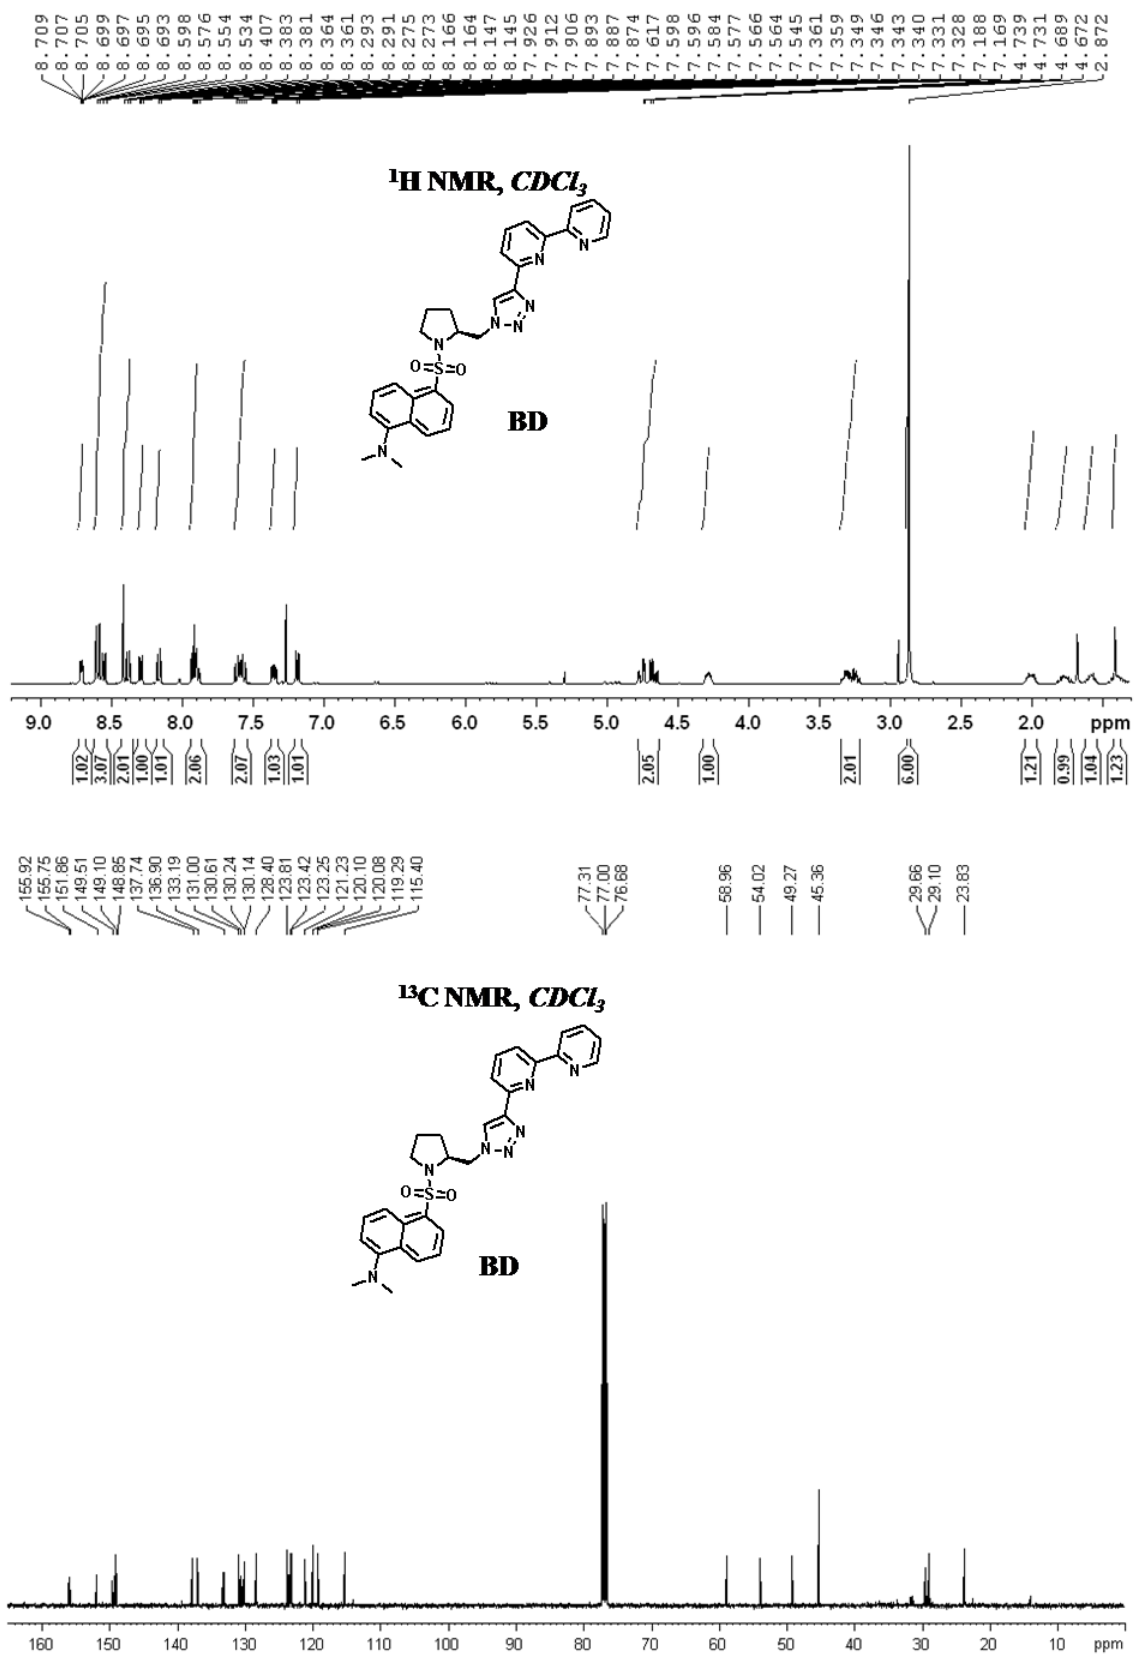 8.709 8.707 8.705 8.699 8.697 8.695 8.693 8.598 8.576 8.554 8.534 8.407 8.383 8.381 8.364 8.361 8.293 8.291 8.275 8.273 8.166 8.164 8.147 8.145 7.926 7.912 7.906 7.893 7.887 7.874 7.617 7.598 7.596 7.584 7.577 7.566 7.564 7.545 7.361 7.359 7.349 7.346 7.343 7.340 7.331 7.328 7.188 7.169 4.739 4.731 4.689 4.672 2.872
¹H NMR, CDCl₃
N
N
N
N
N
N
O=S=O
BD
N
9.0 8.5 8.0 7.5 7.0 6.5 6.0 5.5 5.0 4.5 4.0 3.5 3.0 2.5 2.0 ppm
1.02 3.07 2.01 1.00 1.01 2.06 2.07 1.03 1.01 2.05 1.00 2.01 6.00 1.21 0.99 1.04 1.23
155.92 155.75 151.86 149.51 149.10 148.85 137.74 136.90 133.19 131.00 130.61 130.24 130.14 128.40 123.81 123.42 123.25 121.23 120.10 120.08 119.29 115.40 77.31 77.00 76.68 58.96 54.02 49.27 45.36 29.66 29.10 23.83
¹³C NMR, CDCl₃
N
N
N
N
N
N
O=S=O
BD
N
160 150 140 130 120 110 100 90 80 70 60 50 40 30 20 10 ppm